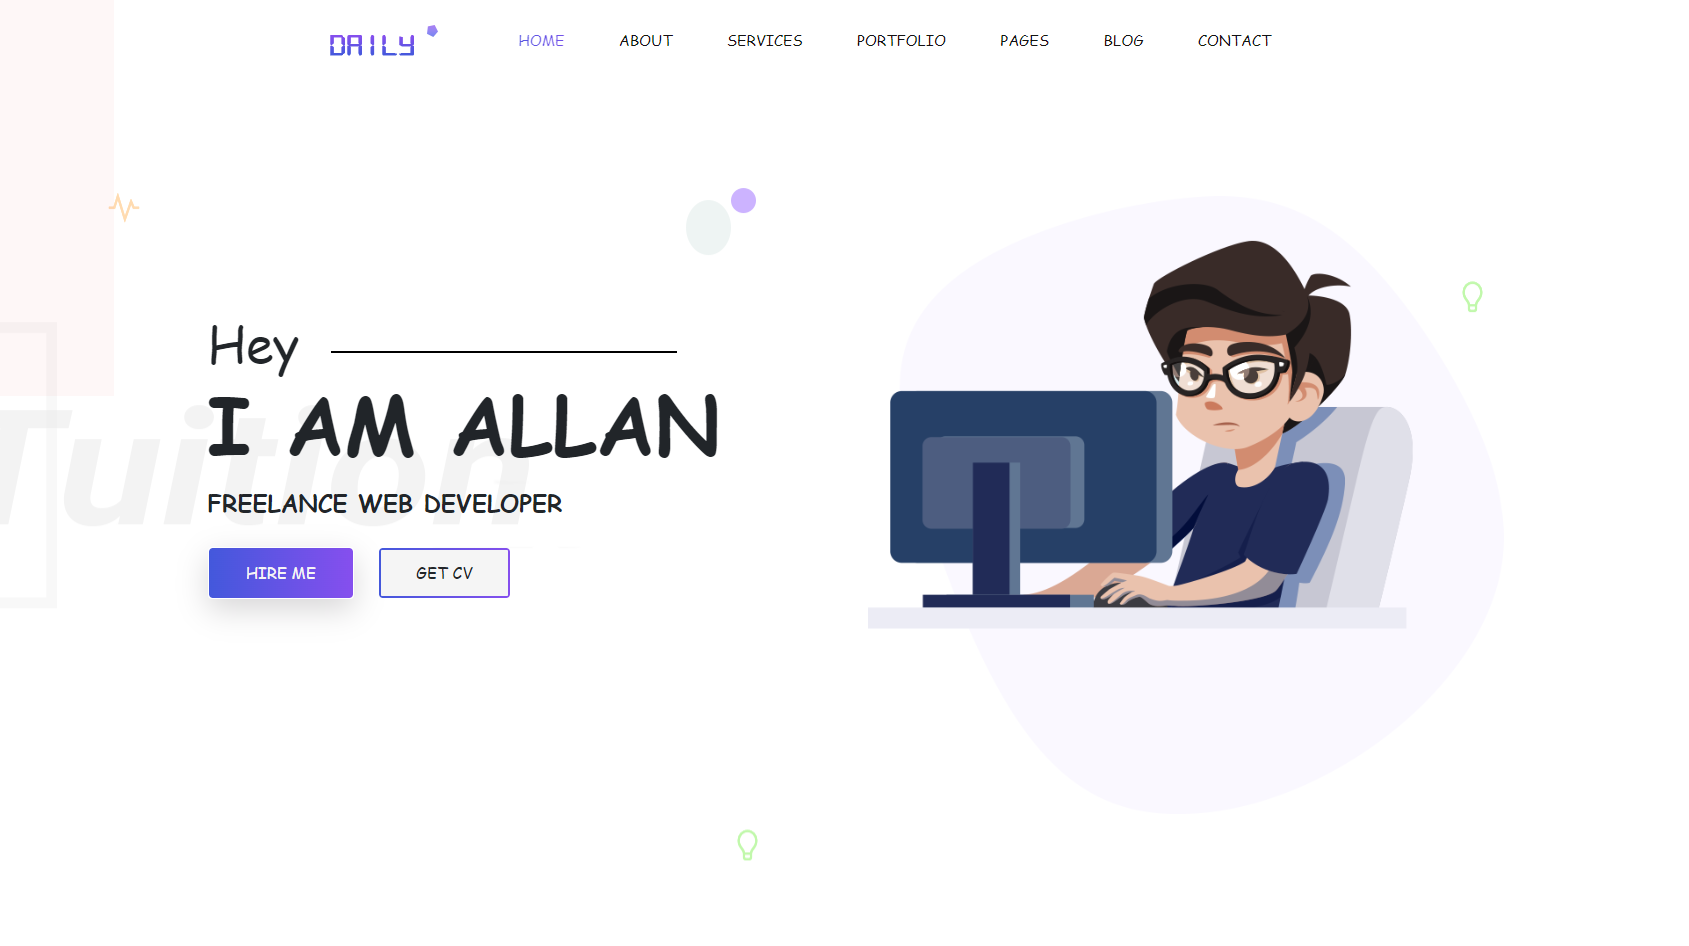 DAILY
HOME ABOUT SERVICES PORTFOLIO PAGES BLOG CONTACT
Hey
I AM ALLAN
Tuition
FREELANCE WEB DEVELOPER
HIRE ME GET CV